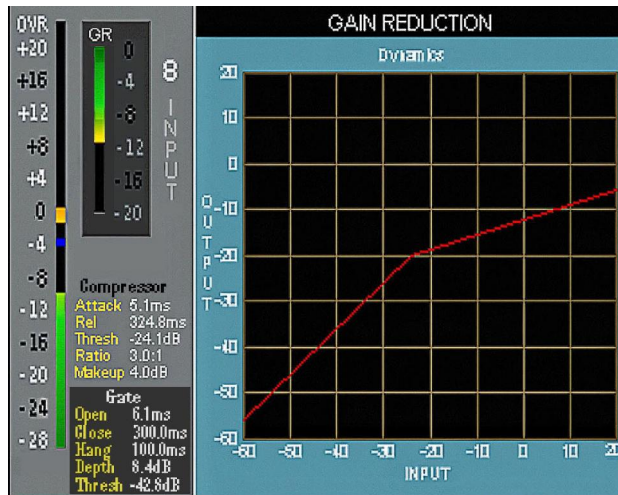 OVR
+20
+16
+12
+8
+4
0
-4
-8
-12
-16
-20
-24
-28
GR
0
-4
-8
-12
-16
-20
8
INPUT
Compressor
Attack 5.1ms
Rel 324.8ms
Thresh -24.1dB
Ratio 3.0:1
Makeup 4.0dB
Gate
Open 6.1ms
Close 300.0ms
Hang 100.0ms
Depth 8.4dB
Thresh -42.8dB
GAIN REDUCTION
Dynamics
20
10
0
-10
-20
-30
-40
-50
-60
OUTPUT
-60 -50 -40 -30 -20 -10 0 10 20
INPUT